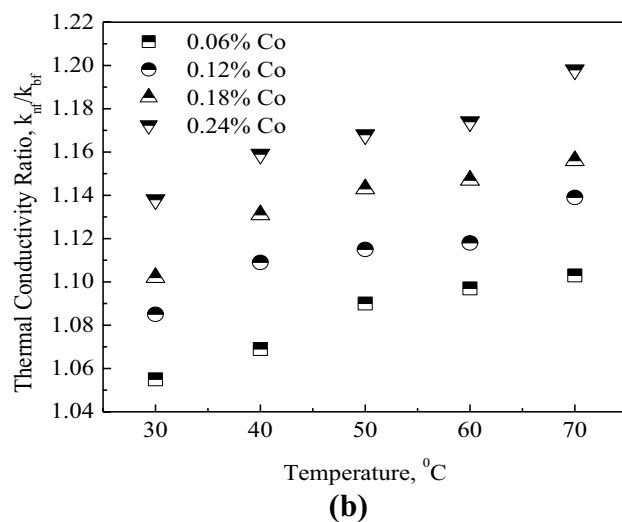 1.22
1.20
1.18
1.16
1.14
1.12
1.10
1.08
1.06
1.04
Thermal Conductivity Ratio, k_nf/k_bf
0.06% Co
0.12% Co
0.18% Co
0.24% Co
30 40 50 60 70
Temperature, ⁰C
(b)